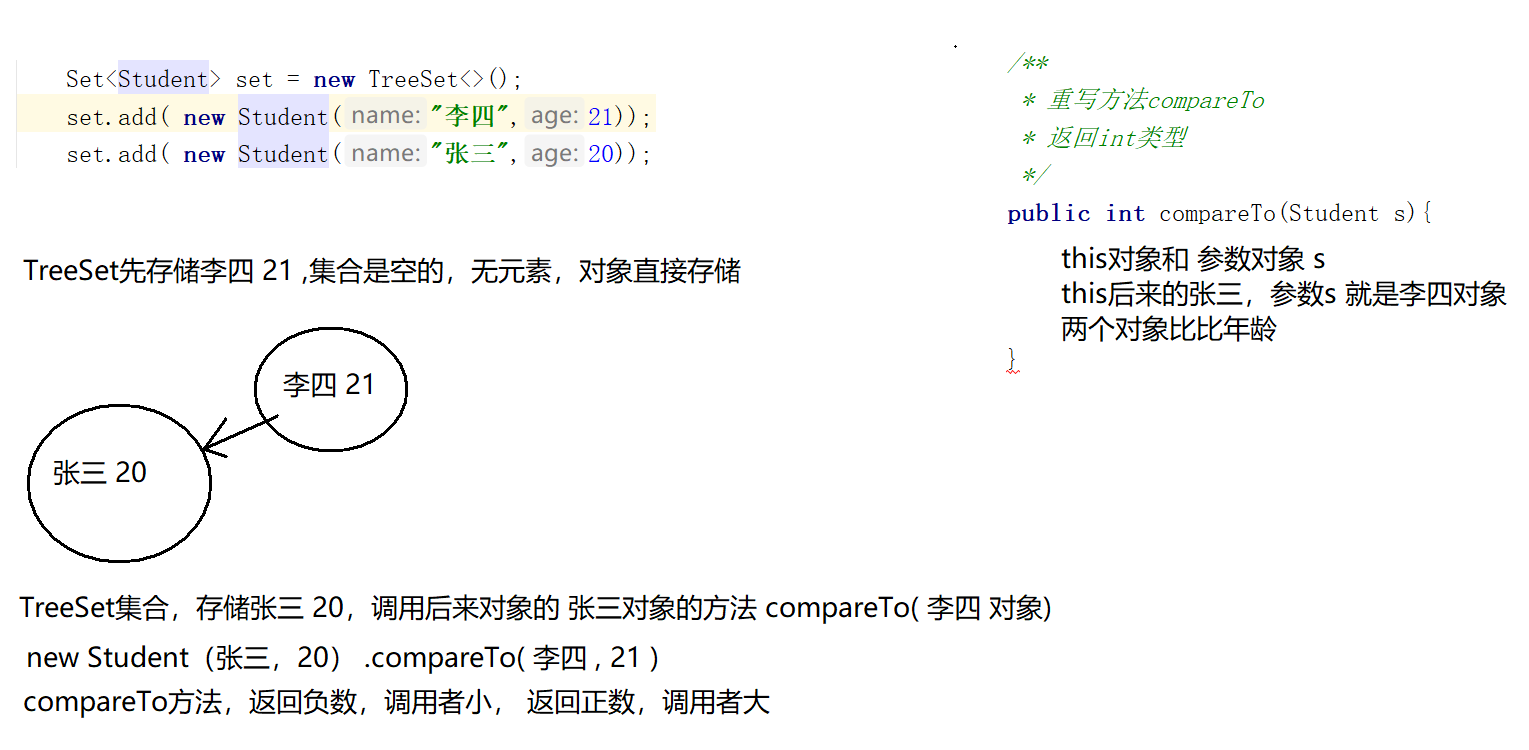 Set<Student> set = new TreeSet<>();
set.add( new Student( name: "李四", age: 21));
set.add( new Student( name: "张三", age: 20));
/**
* 重写方法compareTo
* 返回int类型
*/
public int compareTo(Student s){
this对象和 参数对象 s
this后来的张三，参数s 就是李四对象
两个对象比比年龄
}
TreeSet先存储李四 21 ,集合是空的，无元素，对象直接存储
李四 21
张三 20
TreeSet集合，存储张三 20，调用后来对象的 张三对象的方法 compareTo( 李四 对象)
new Student（张三，20） .compareTo( 李四 , 21 )
compareTo方法，返回负数，调用者小， 返回正数，调用者大